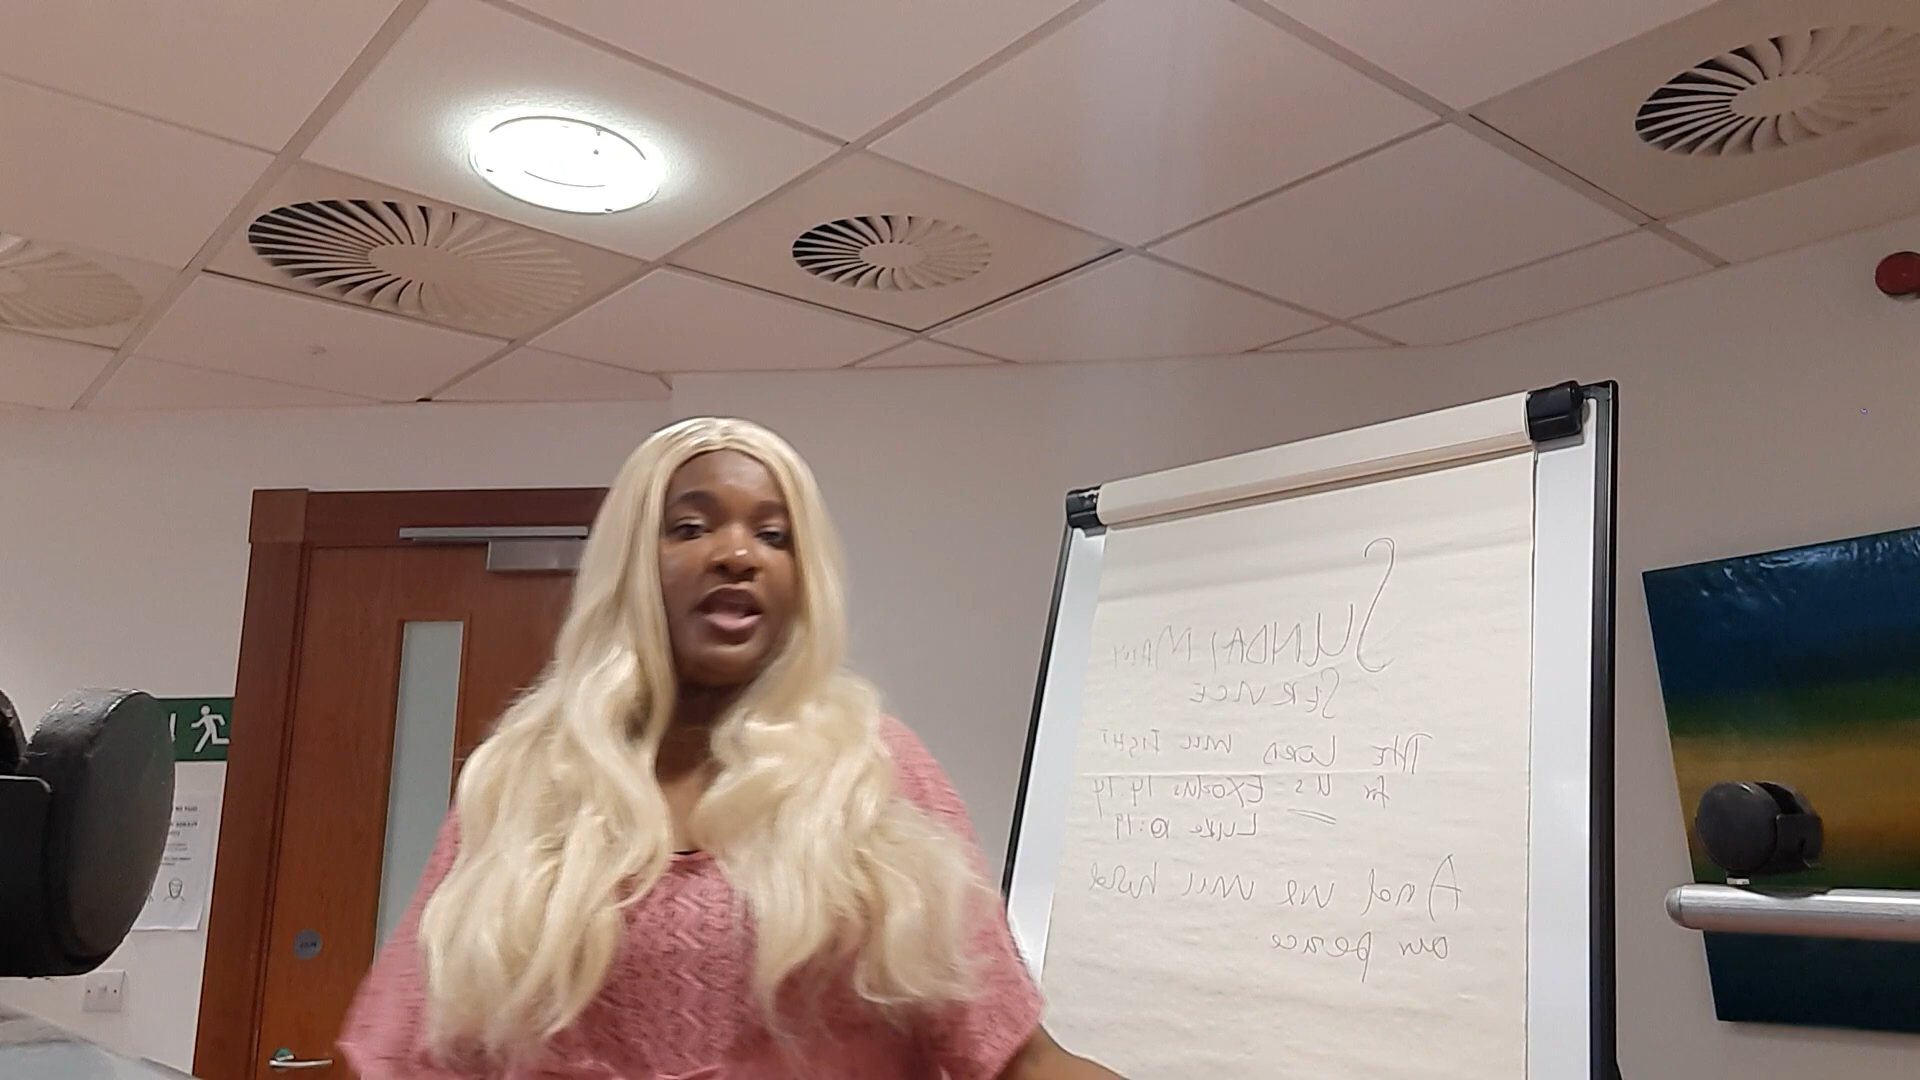 SUNDAY MAIN
SERVICE
THE LORD WILL FIGHT
for US EXODUS 14:14
LUKE 10:19
And we will hold
our peace